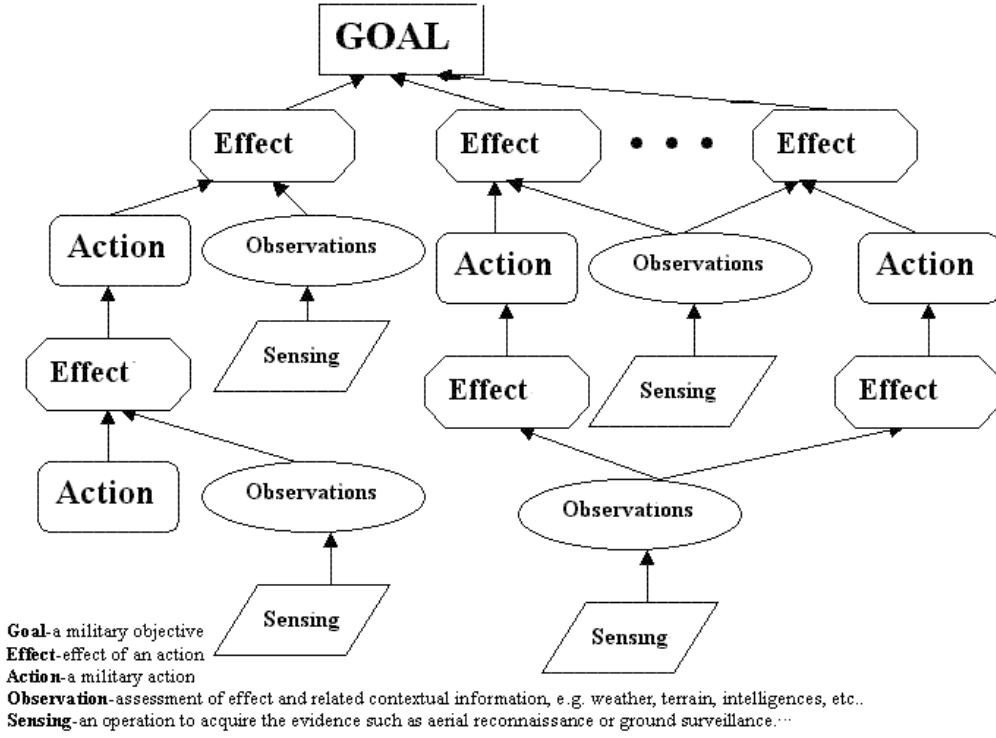 GOAL
Effect
Effect
• • •
Effect
Action
Observations
Action
Observations
Action
Sensing
Effect
Effect
Sensing
Effect
Action
Observations
Observations
Sensing
Sensing
Goal-a military objective
Effect-effect of an action
Action-a military action
Observation-assessment of effect and related contextual information, e.g. weather, terrain, intelligences, etc..
Sensing-an operation to acquire the evidence such as aerial reconnaissance or ground surveillance.…